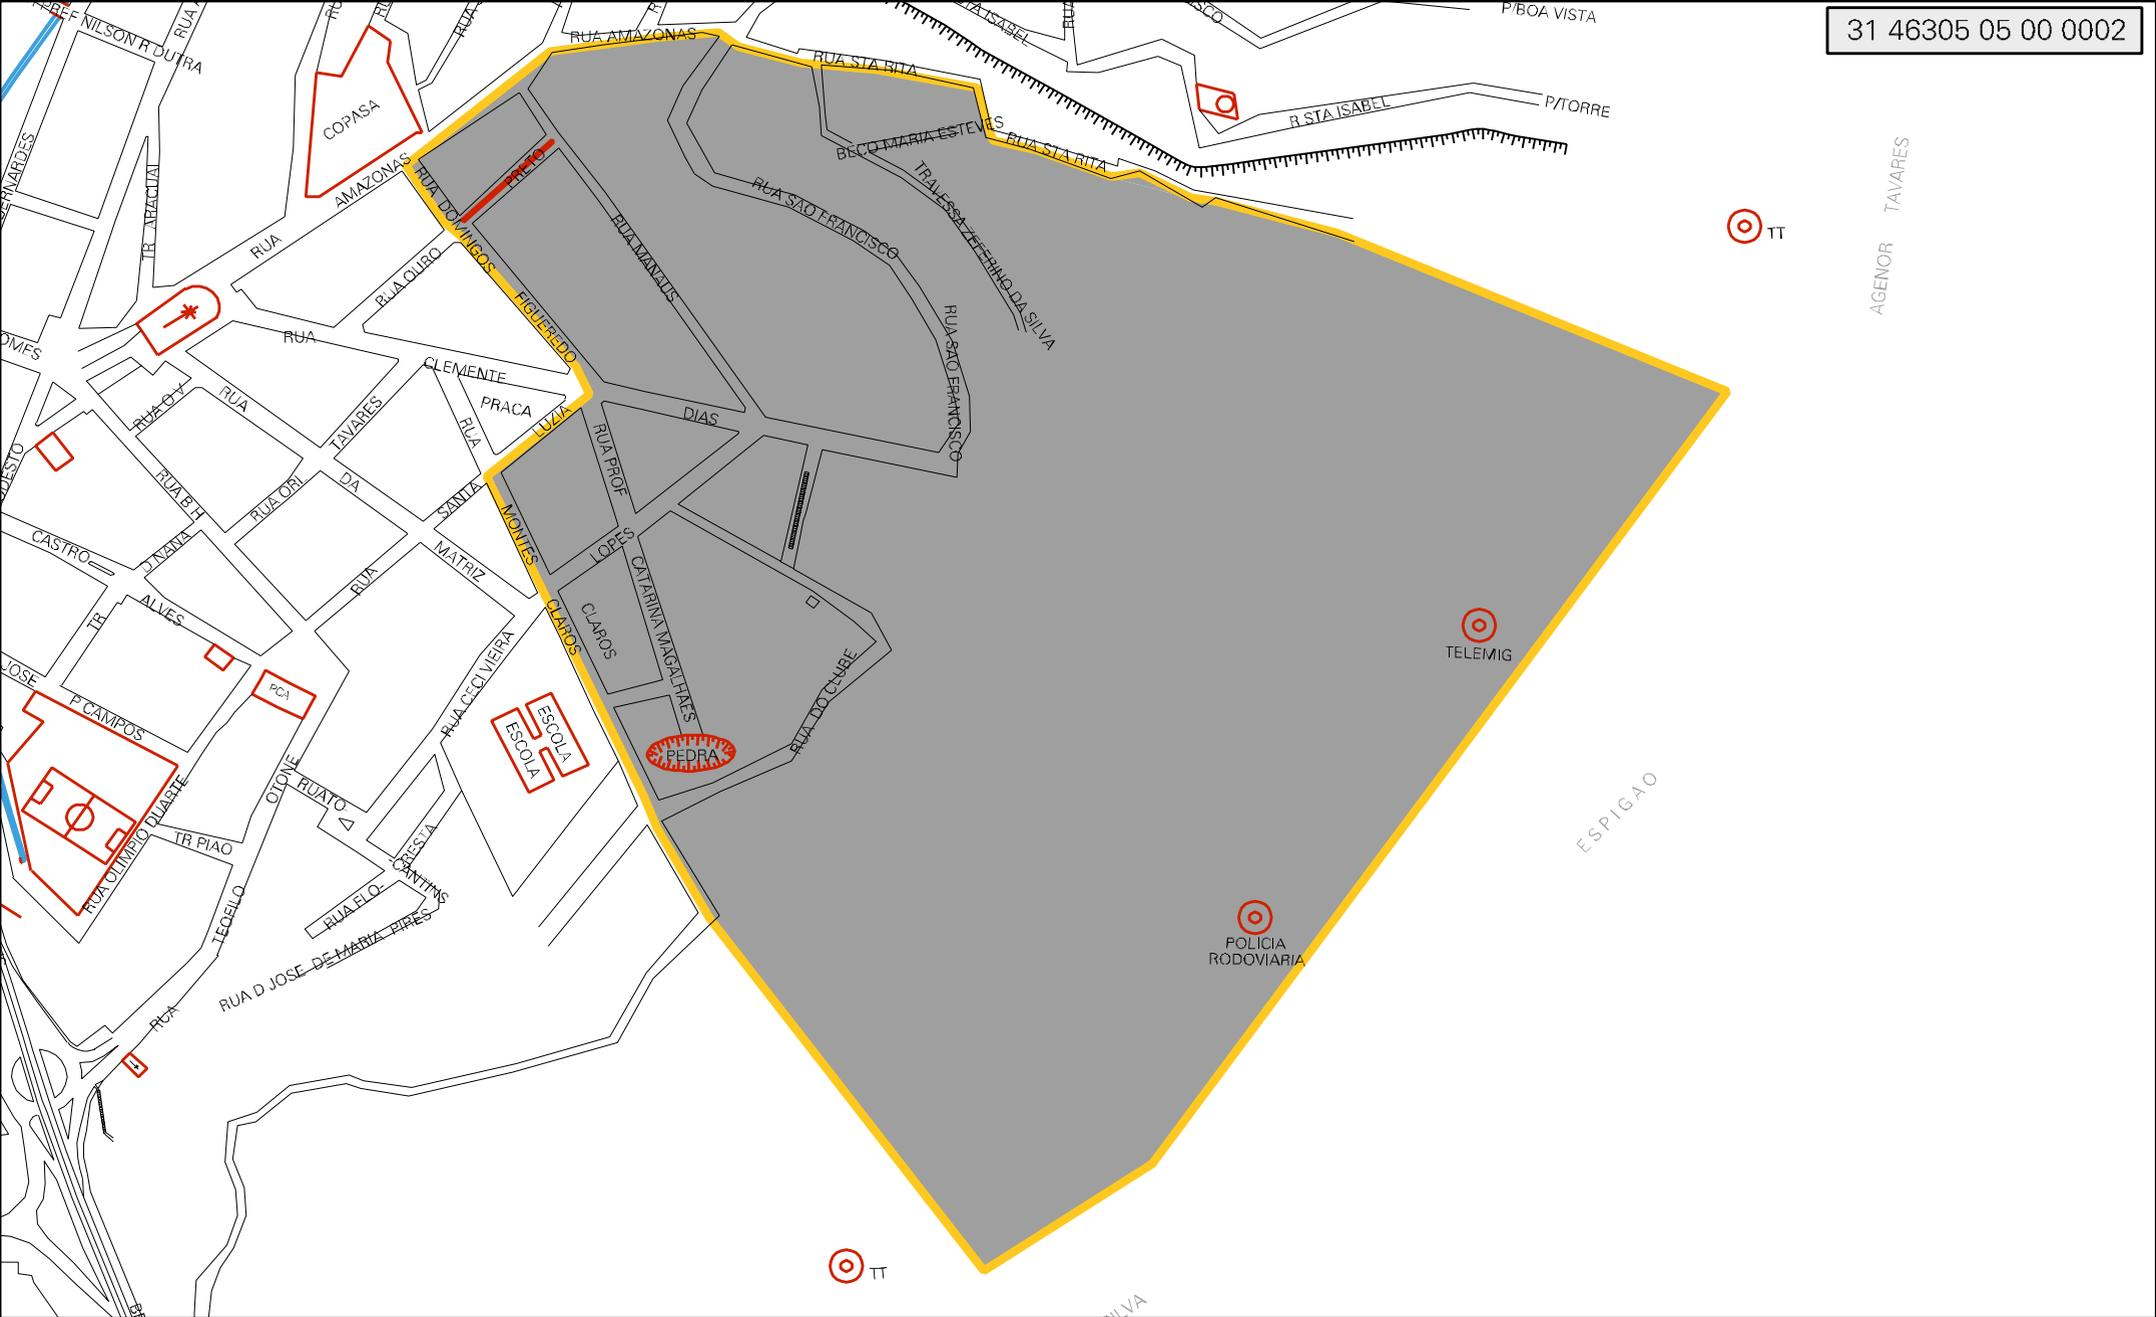 31 46305 05 00 0002
P/BOA VISTA
NILSON R DUTRA
RUA AMAZONAS
RUA STA RITA
R STA ISABEL
P/TORRE
COPASA
BECO MARIA ESTEVES
RUA STA RITA
AMAZONAS
RUA
PRETO
TR ARAGUAI
RUA DOMINGOS
FIGUEREDO
RUA SAO FRANCISCO
TRAVESSA ZEFERINO DA SILVA
AGENOR TAVARES
TT
RUA MANAUS
RUA OURO
RUA
CLEMENTE
DIAS
RUA SAO FRANCISCO
PRACA
LUZIA
RUA O V
RUA
TAVARES
RUA
RUA PROF
CATARINA MAGALHAES
RUA B H
RUA ORI
DA
SANTA
MONTES
CLAROS
LOPES
CASTRO
D NANA
MATRIZ
RUA
ALVES
TR
CLAROS
TELEMIG
JOSE
P CAMPOS
PCA
RUA CECI VIEIRA
RUA DO CLUBE
ESCOLA
ESCOLA
PEDRA
OTONE
RUATO-
ESPIGAO
RUA OLIMPIO DUARTE
TR PIAO
CRESTA
CANTINS
RUA FLO-
TEOFILO
RUA D JOSE DE MARIA PIRES
POLÍCIA
RODOVIARIA
RUA
TT